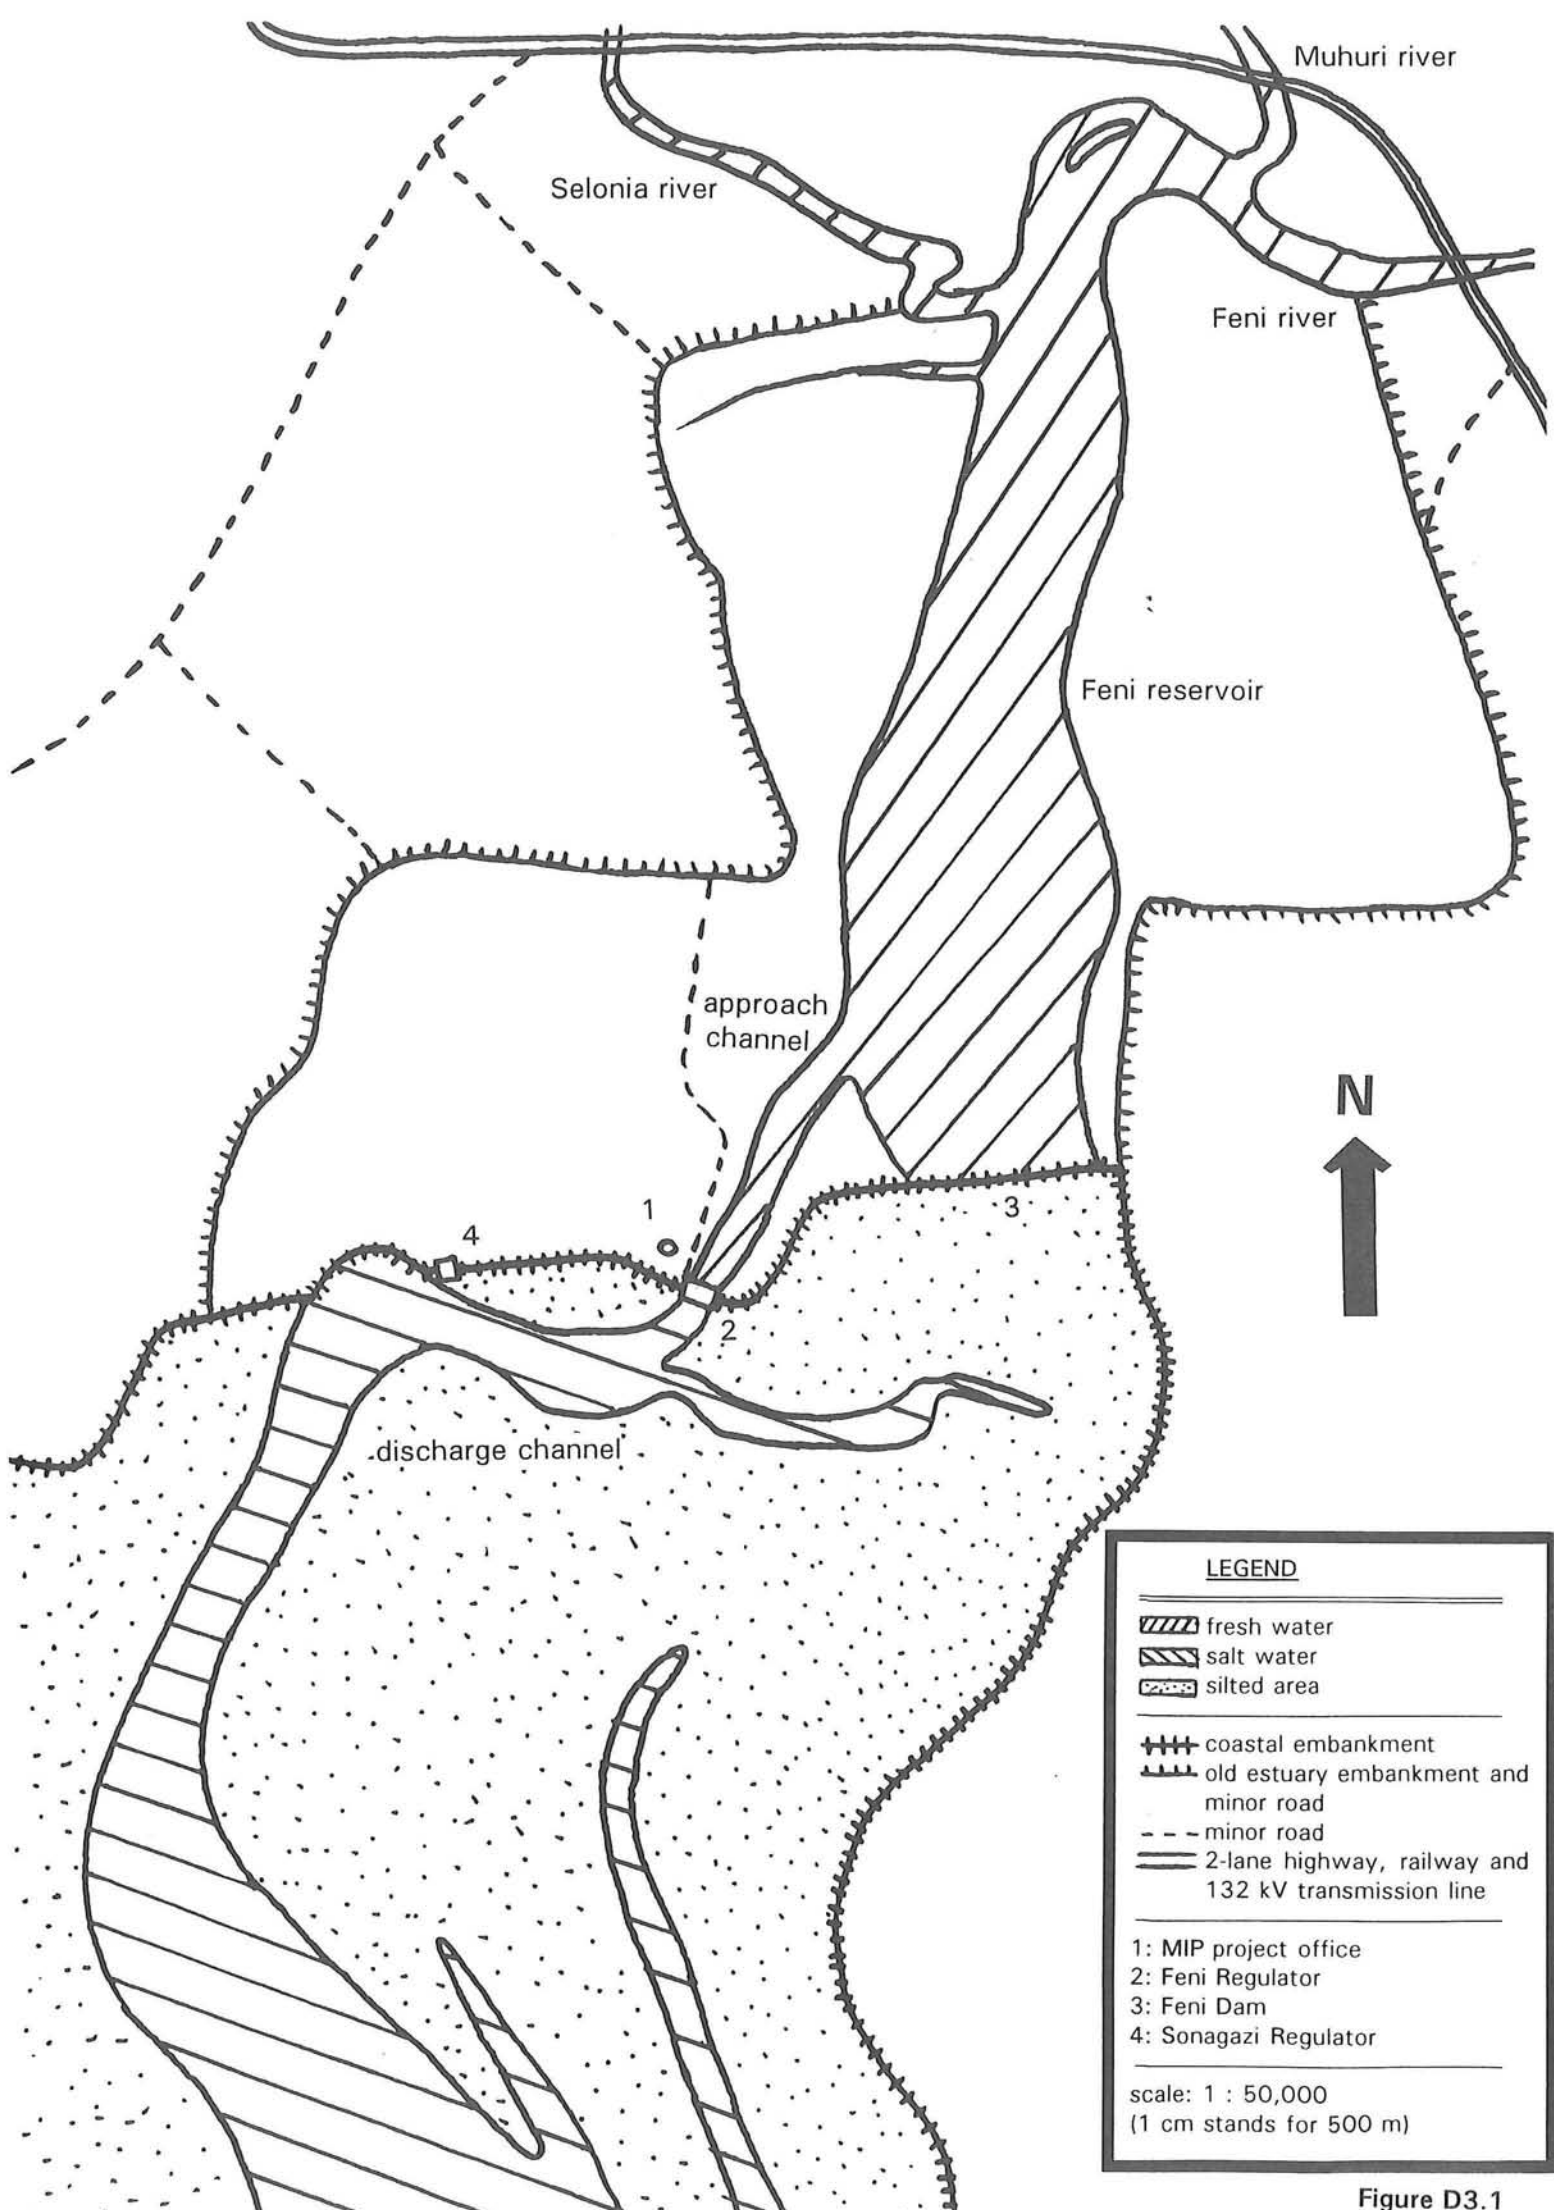 Muhuri river
Selonia river
Feni river
Feni reservoir
approach
channel
N
1
4
3
2
discharge channel
LEGEND
fresh water
salt water
silted area
coastal embankment
old estuary embankment and
minor road
minor road
2-lane highway, railway and
132 kV transmission line
1: MIP project office
2: Feni Regulator
3: Feni Dam
4: Sonagazi Regulator
scale: 1 : 50,000
(1 cm stands for 500 m)
Figure D3.1